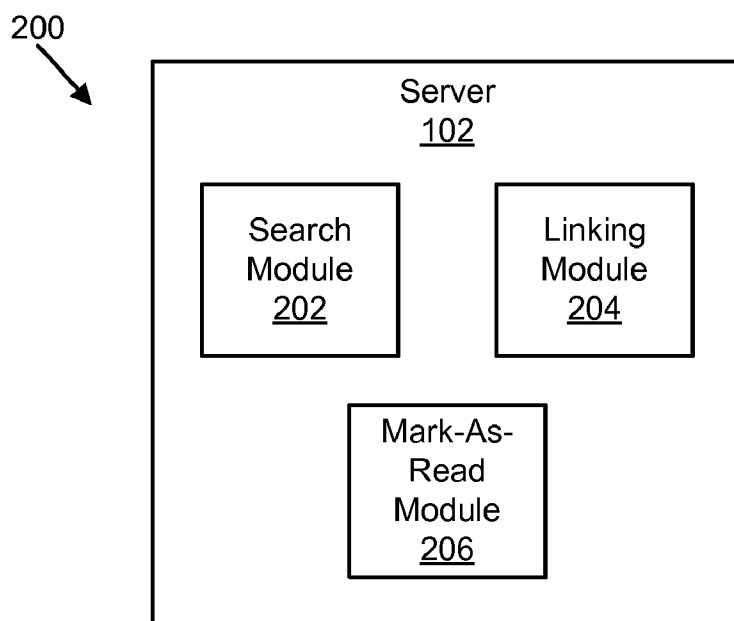 200
Server
102
Search
Module
202
Linking
Module
204
Mark-As-
Read
Module
206